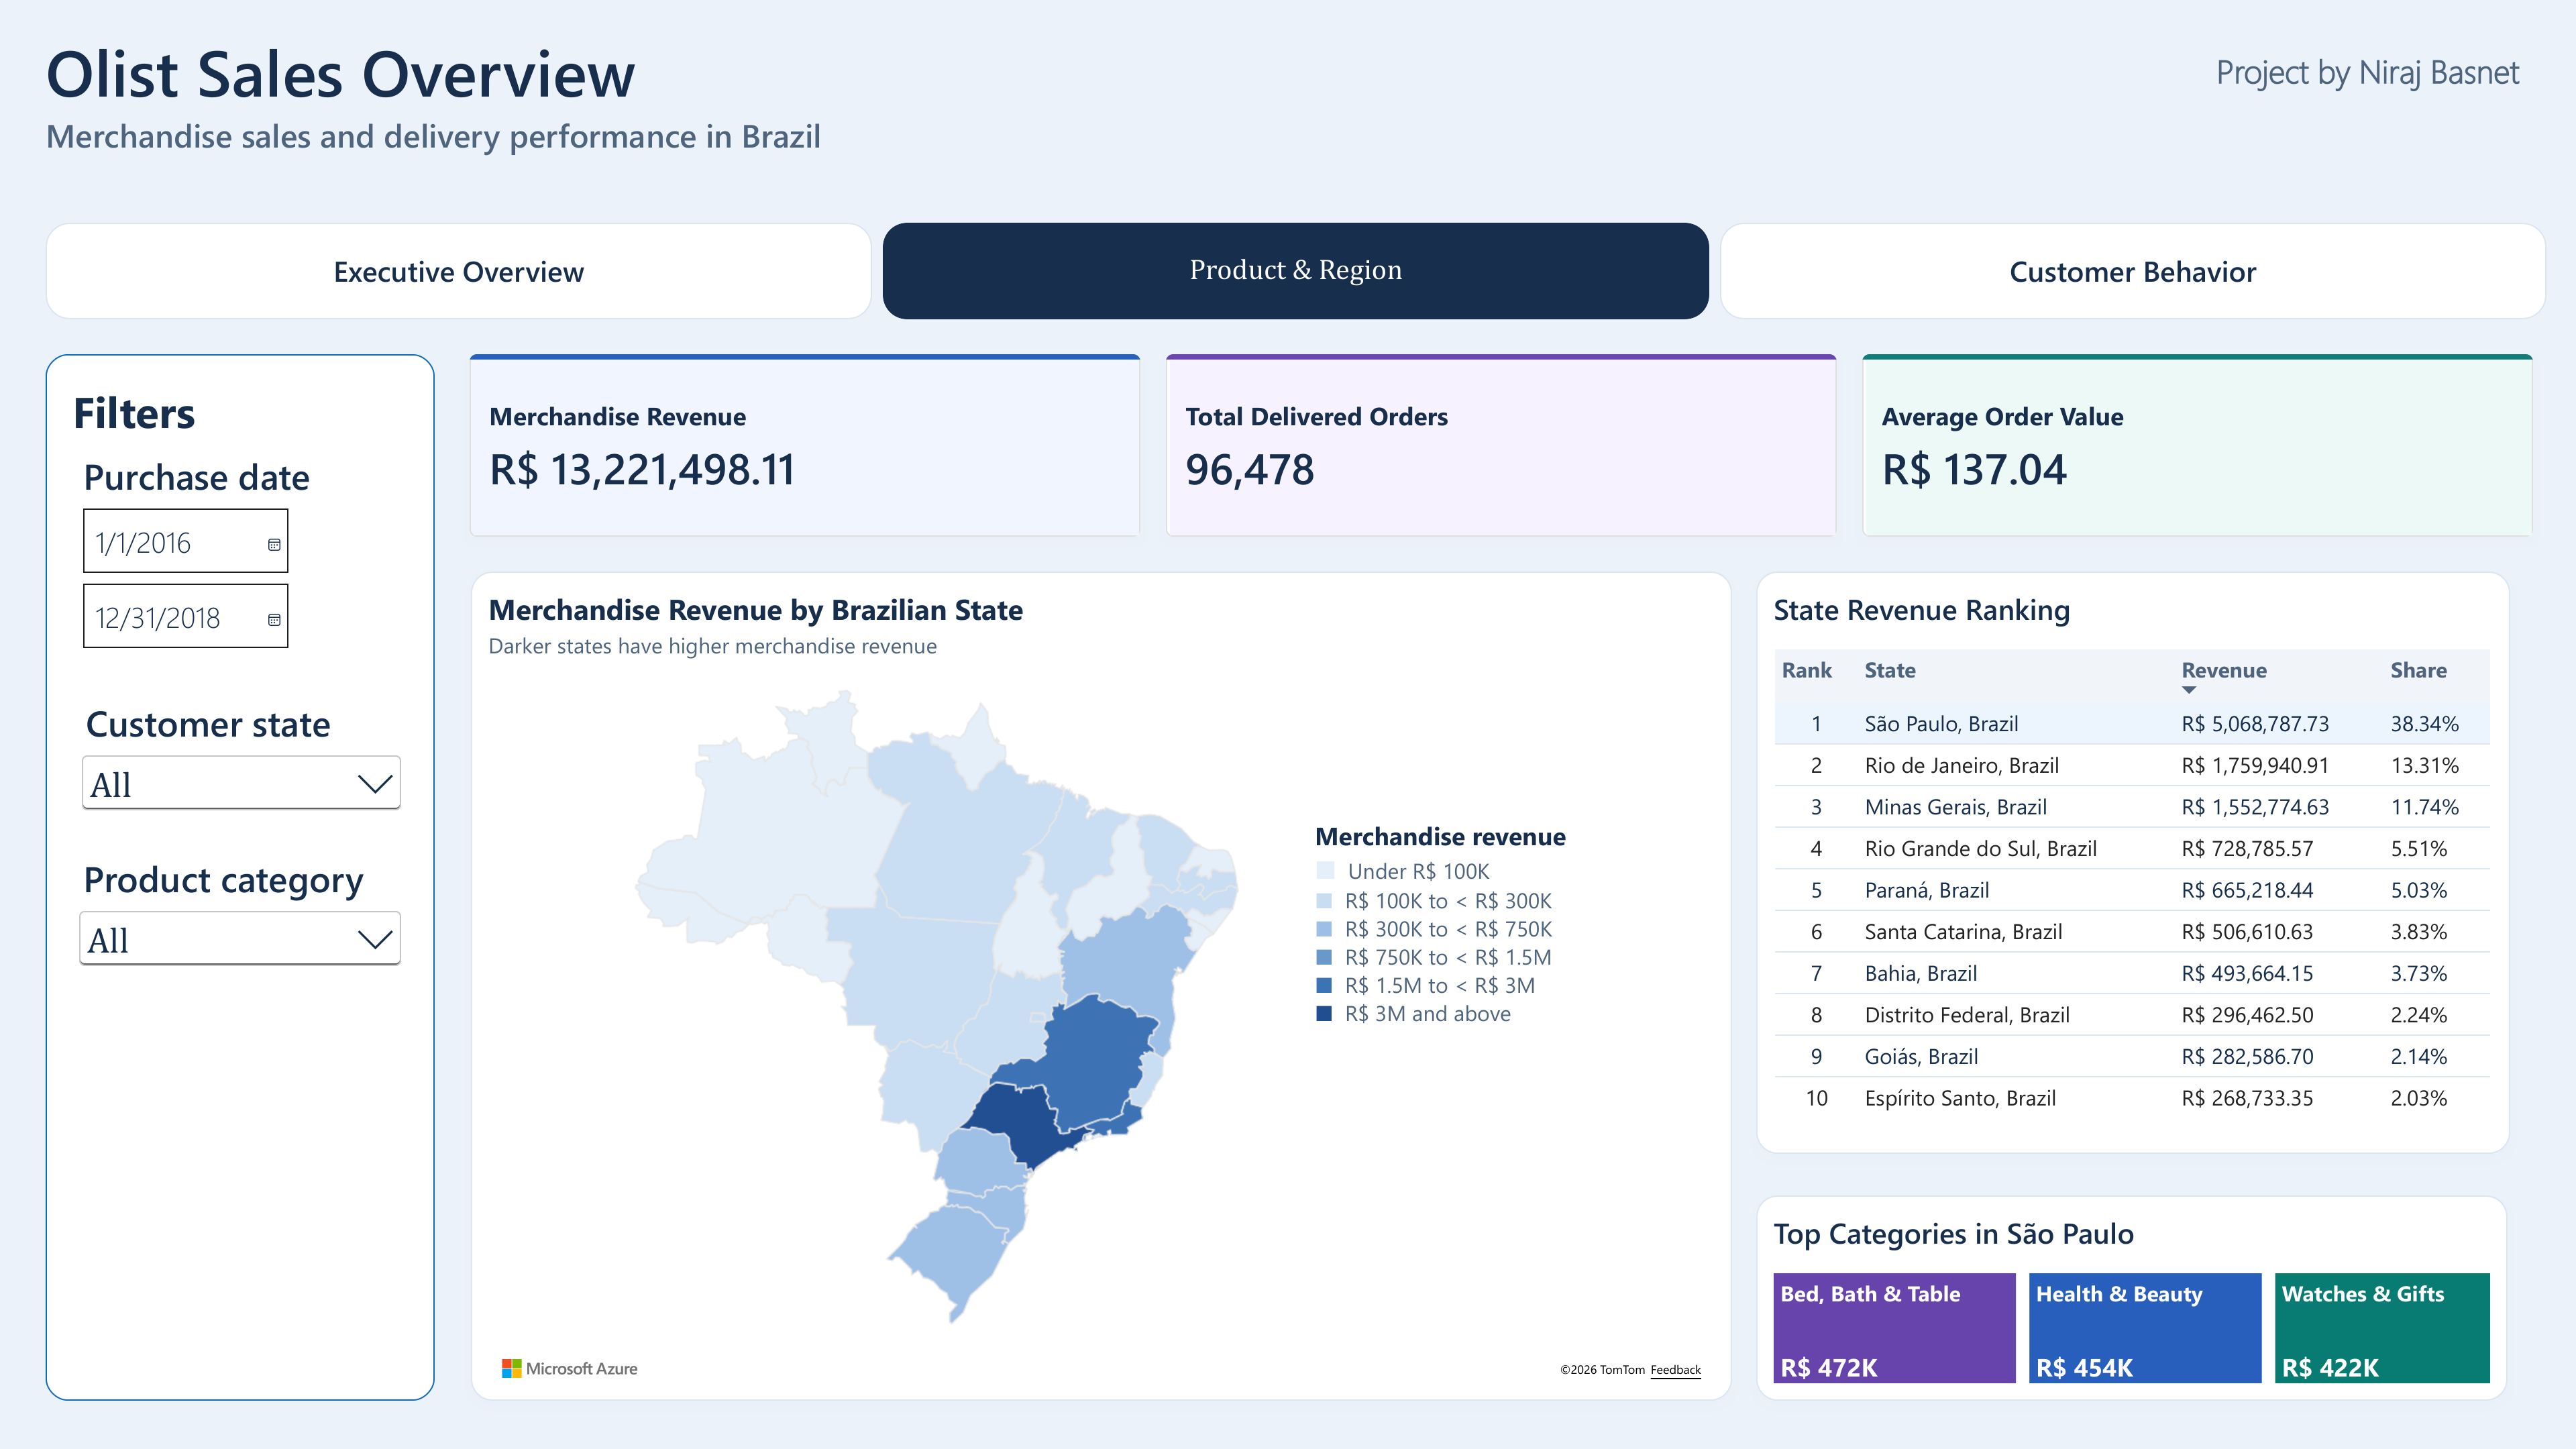 Olist Sales Overview
Project by Niraj Basnet
Merchandise sales and delivery performance in Brazil
Executive Overview
Product & Region
Customer Behavior
Filters
Purchase date
1/1/2016
12/31/2018
Customer state
All
Product category
All
Merchandise Revenue
R$ 13,221,498.11
Total Delivered Orders
96,478
Average Order Value
R$ 137.04
Merchandise Revenue by Brazilian State
Darker states have higher merchandise revenue
Merchandise revenue
Under R$ 100K
R$ 100K to < R$ 300K
R$ 300K to < R$ 750K
R$ 750K to < R$ 1.5M
R$ 1.5M to < R$ 3M
R$ 3M and above
Microsoft Azure
©2026 TomTom Feedback
State Revenue Ranking
Rank State Revenue Share
1 São Paulo, Brazil R$ 5,068,787.73 38.34%
2 Rio de Janeiro, Brazil R$ 1,759,940.91 13.31%
3 Minas Gerais, Brazil R$ 1,552,774.63 11.74%
4 Rio Grande do Sul, Brazil R$ 728,785.57 5.51%
5 Paraná, Brazil R$ 665,218.44 5.03%
6 Santa Catarina, Brazil R$ 506,610.63 3.83%
7 Bahia, Brazil R$ 493,664.15 3.73%
8 Distrito Federal, Brazil R$ 296,462.50 2.24%
9 Goiás, Brazil R$ 282,586.70 2.14%
10 Espírito Santo, Brazil R$ 268,733.35 2.03%
Top Categories in São Paulo
Bed, Bath & Table
R$ 472K
Health & Beauty
R$ 454K
Watches & Gifts
R$ 422K